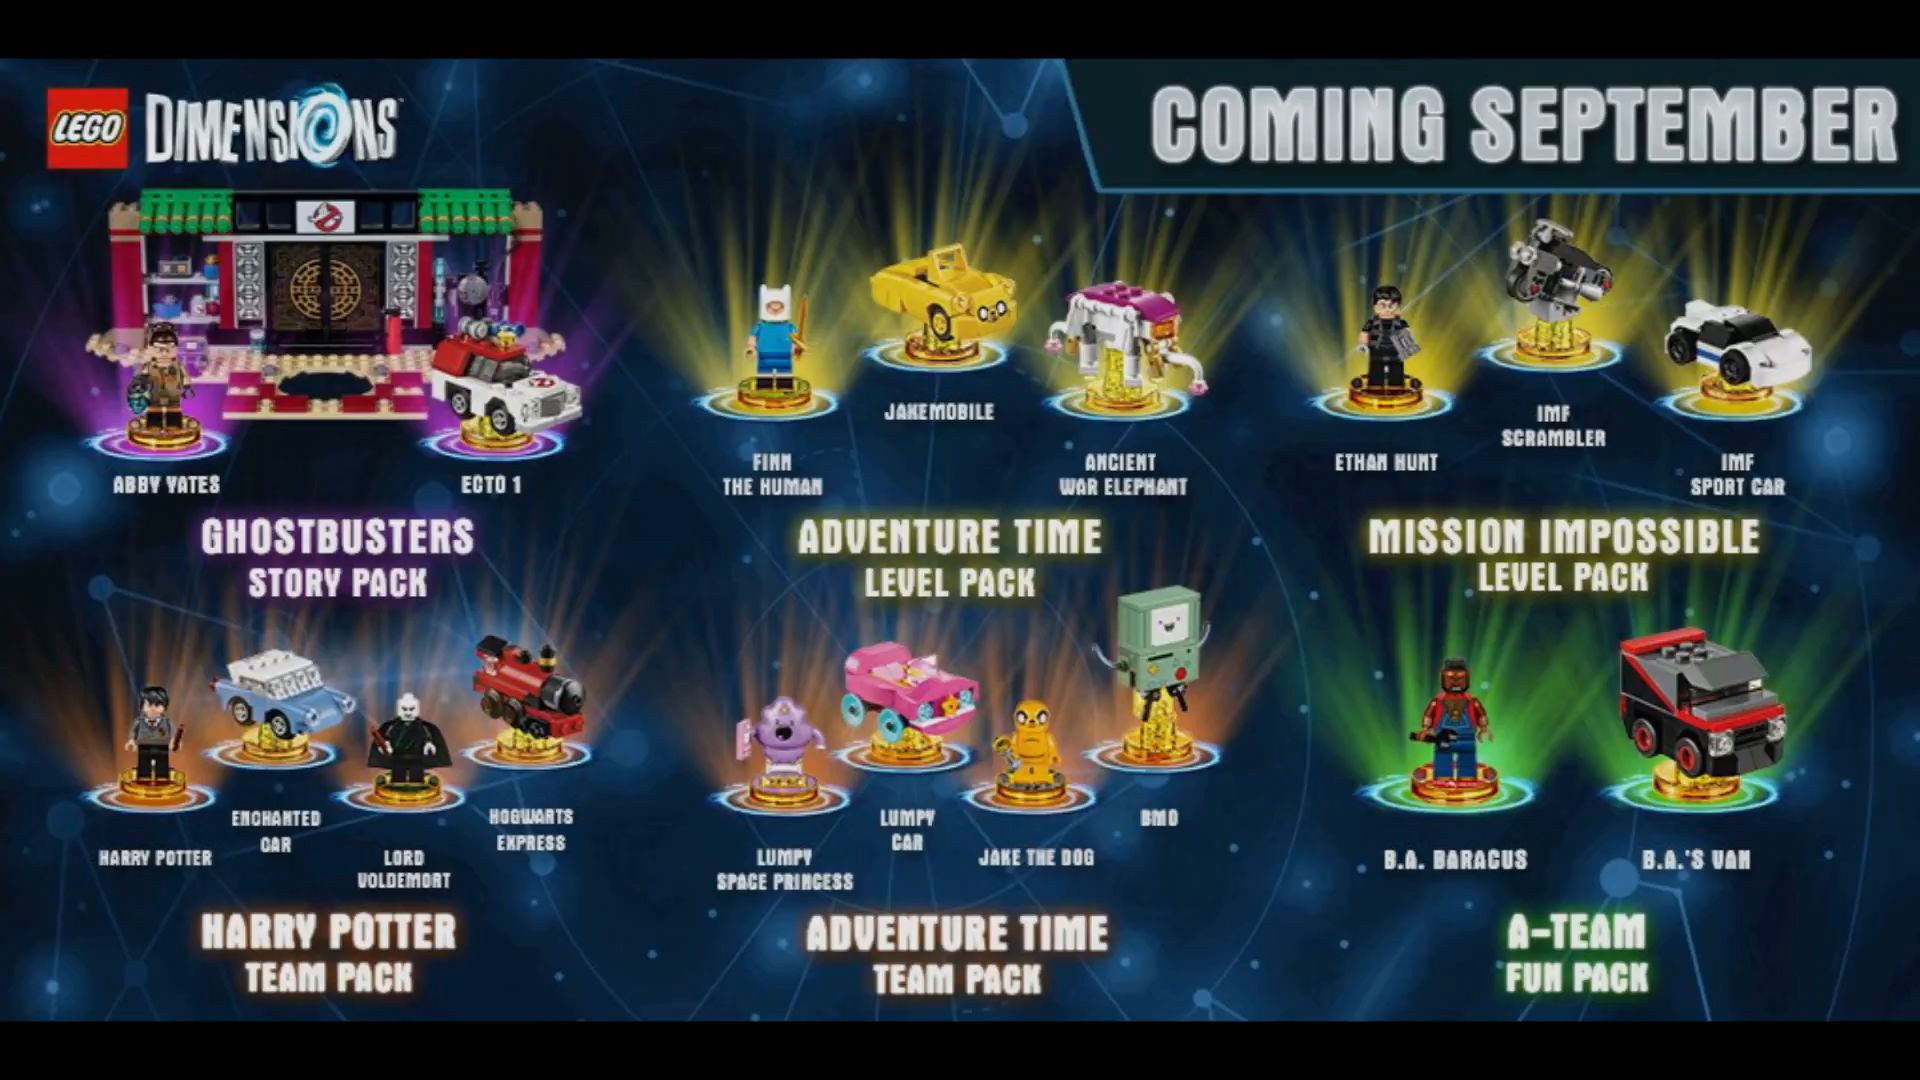 LEGO DIMENSIONS
COMING SEPTEMBER
ABBY YATES
ECTO 1
GHOSTBUSTERS
STORY PACK
FINN
THE HUMAN
JAKEMOBILE
ANCIENT
WAR ELEPHANT
ADVENTURE TIME
LEVEL PACK
ETHAN HUNT
IMF
SCRAMBLER
IMF
SPORT CAR
MISSION IMPOSSIBLE
LEVEL PACK
HARRY POTTER
ENCHANTED
CAR
LORD
VOLDEMORT
HOGWARTS
EXPRESS
HARRY POTTER
TEAM PACK
LUMPY
SPACE PRINCESS
LUMPY
CAR
JAKE THE DOG
BMO
ADVENTURE TIME
TEAM PACK
B.A. BARACUS
B.A.'S VAN
A-TEAM
FUN PACK